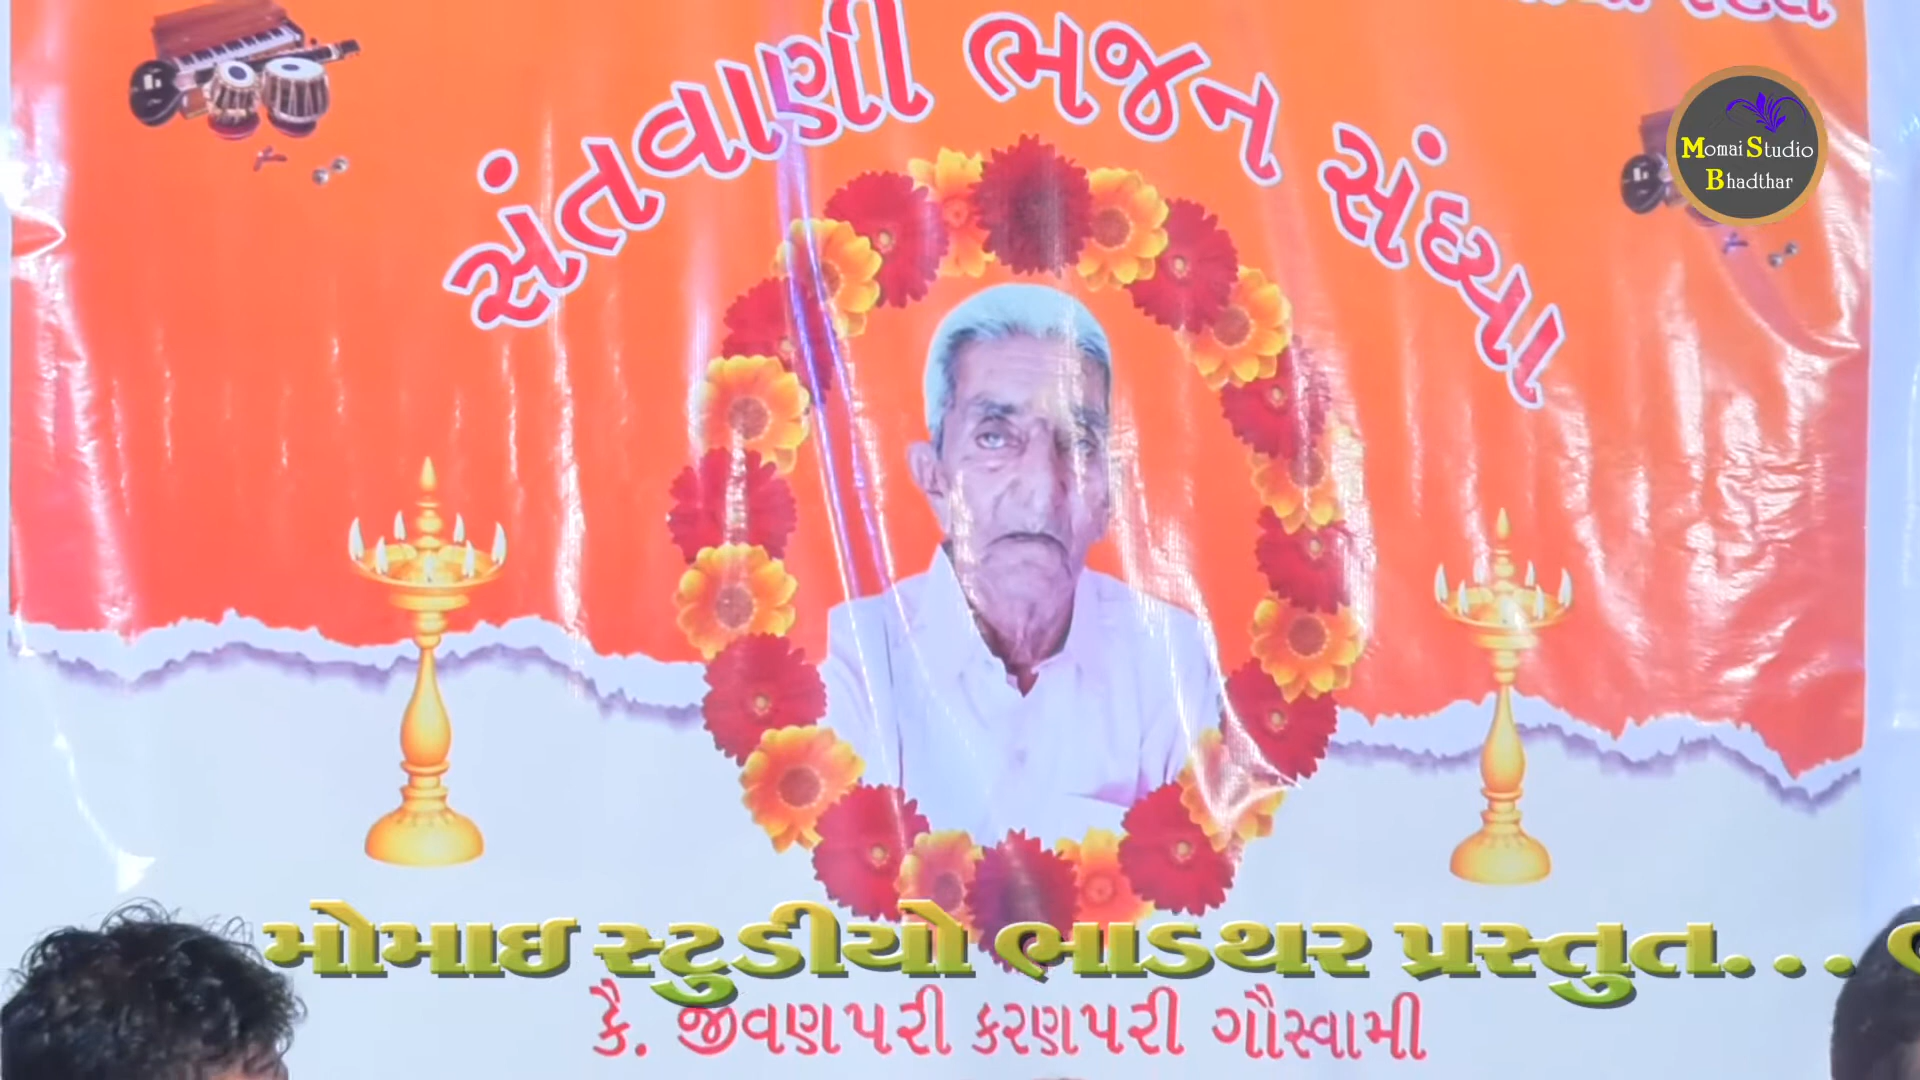 સંતવાણી ભજન સંધ્યા
Momai Studio
Bhadthar
મોમાઇ સ્ટુડીયો ભાડથર પ્રસ્તુત...
કૈ. જીવણપરી કરણપરી ગૌસ્વામી